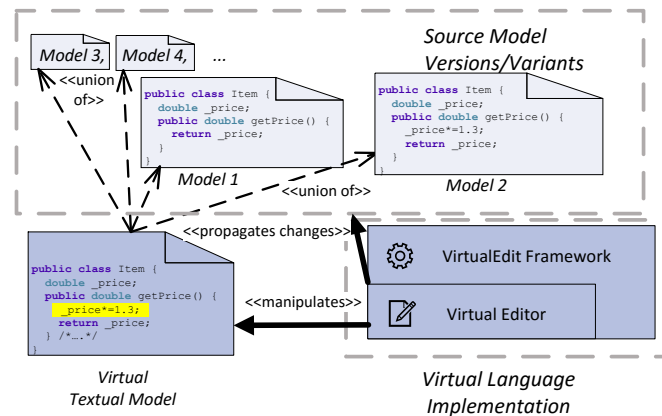 Source Model
Versions/Variants
Model 3,
Model 4,
...
<<union
of>>
public class Item {
double _price;
public double getPrice() {
return _price;
}
}
Model 1
public class Item {
double _price;
public double getPrice() {
_price*=1.3;
return _price;
}
}
Model 2
<<union of>>
<<propagates changes>>
public class Item {
double _price;
public double getPrice() {
_price*=1.3;
return _price;
} /*….*/
}
Virtual
Textual Model
<<manipulates>>
VirtualEdit Framework
Virtual Editor
Virtual Language
Implementation